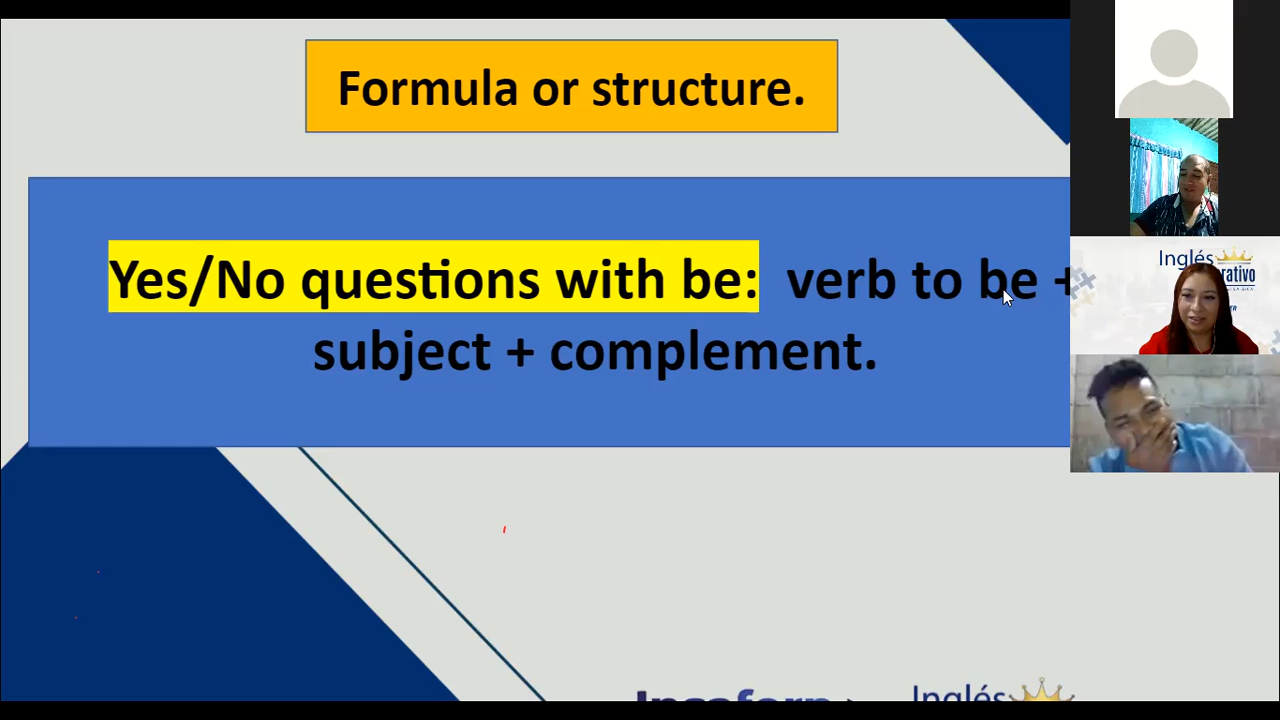 Formula or structure.
Yes/No questions with be: verb to be +
subject + complement.
Inglés
Inglés